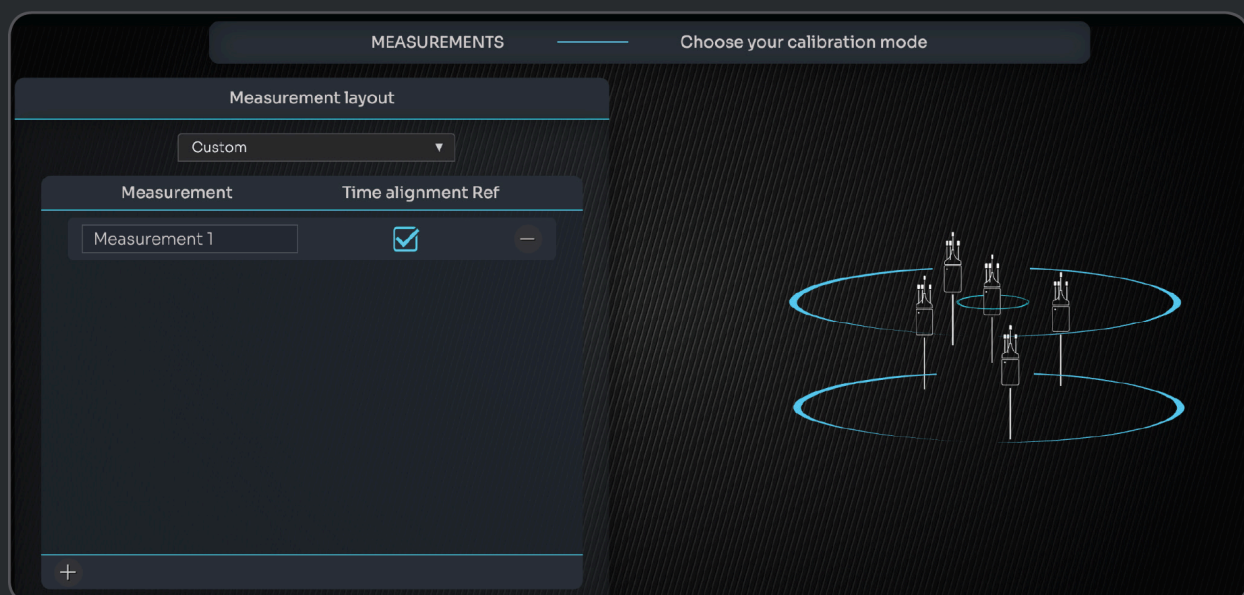 MEASUREMENTS Choose your calibration mode
Measurement layout
Custom
Measurement Time alignment Ref
Measurement 1